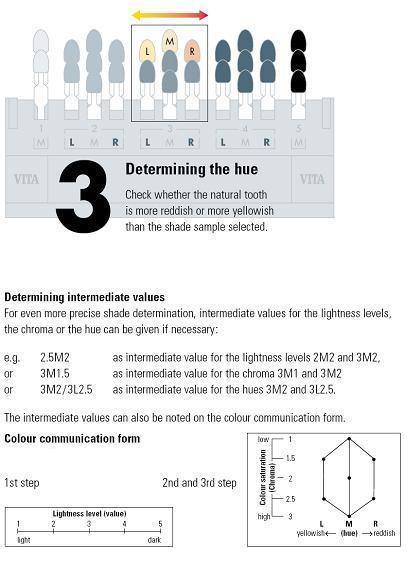 L M R
1 2 3 4 5
M L R L M R L R M
VITA VITA
3 Determining the hue
Check whether the natural tooth
is more reddish or more yellowish
than the shade sample selected.
Determining intermediate values
For even more precise shade determination, intermediate values for the lightness levels,
the chroma or the hue can be given if necessary:
e.g. 2.5M2 as intermediate value for the lightness levels 2M2 and 3M2,
or 3M1.5 as intermediate value for the chroma 3M1 and 3M2
or 3M2/3L2.5 as intermediate value for the hues 3M2 and 3L2.5.
The intermediate values can also be noted on the colour communication form.
Colour communication form
1st step 2nd and 3rd step
Lightness level (value)
1 2 3 4 5
light dark
Colour saturation
(Chroma)
low 1
1.5
2
2.5
high 3
L M R
yellowish (hue) reddish